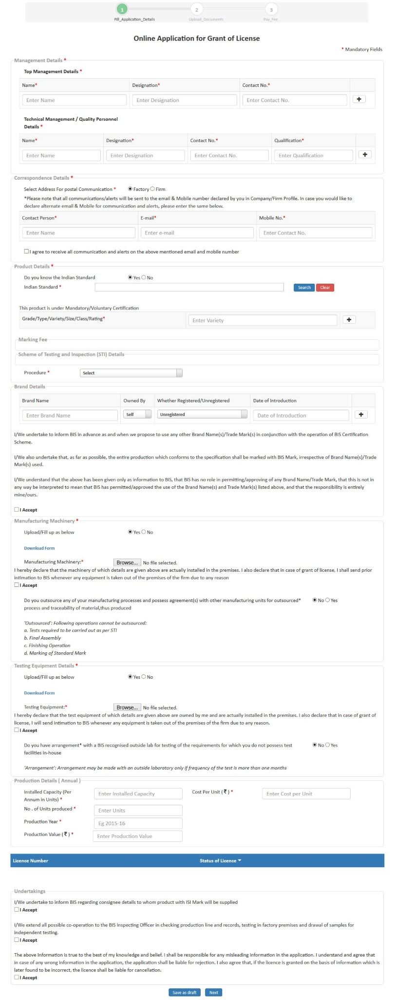 1 2 3
Fill_Application_Details Upload_Documents Pay_Fee
Online Application for Grant of License
* Mandatory Fields
Management Details *
Top Management Details *
Name* Designation* Contact No.*
Enter Name Enter Designation Enter Contact No. +
Technical Management / Quality Personnel
Details *
Name* Designation* Contact No.* Qualification*
Enter Name Enter Designation Enter Contact No. Enter Qualification +
Correspondence Details *
Select Address For postal Communication * Factory Firm
*Please note that all communications/alerts will be sent to the email & Mobile number declared by you in Company/Firm Profile. In case you would like to
declare alternate email & Mobile for communication and alerts, please enter the same below.
Contact Person* E-mail* Mobile No.*
Enter Name Enter e-mail Enter Contact No.
I agree to receive all communication and alerts on the above mentioned email and mobile number
Product Details *
Do you know the Indian Standard Yes No
Indian Standard * Search Clear
This product is under Mandatory/Voluntary Certification
Grade/Type/Variety/Size/Class/Rating* Enter Variety +
Marking Fee
Scheme of Testing and Inspection (STI) Details
Procedure * Select
Brand Details
Brand Name Owned By Whether Registered/Unregistered Date of Introduction
Enter Brand Name Self Unregistered Date of Introduction +
I/We undertake to inform BIS in advance as and when we propose to use any other Brand Name(s)/Trade Mark(s) in conjunction with the operation of BIS Certification
Scheme.
I/We also undertake that, as far as possible, the entire production which conforms to the specification shall be marked with BIS Mark, irrespective of Brand Name(s)/Trade
Mark(s) used.
I/We understand that the above has been given only as information to BIS, that BIS has no role in permitting/approving of any Brand Name/Trade Mark, that this is not in
any way be interpreted to mean that BIS has permitted/approved the use of the Brand Name(s) and Trade Mark(s) listed above, and that the responsibility is entirely
mine/ours.
I Accept
Manufacturing Machinery *
Upload/Fill up as below Yes No
Download Form
Manufacturing Machinery:* Browse... No file selected.
I hereby declare that the machinery of which details are given above are actually installed in the premises. I also declare that in case of grant of license, I shall send prior
intimation to BIS whenever any equipment is taken out of the premises of the firm due to any reason
I Accept
Do you outsource any of your manufacturing processes and possess agreement(s) with other manufacturing units for outsourced* No Yes
process and traceability of material,thus produced
'Outsourced': Following operations cannot be outsourced:
a. Tests required to be carried out as per STI
b. Final Assembly
c. Finishing Operation
d. Marking of Standard Mark
Testing Equipment Details *
Upload/Fill up as below Yes No
Download Form
Testing Equipment:* Browse... No file selected.
I hereby declare that the test equipment of which details are given above are owned by me and are actually installed in the premises. I also declare that in case of grant of
license, I will send intimation to BIS whenever any equipment is taken out of the premises of the firm due to any reason.
I Accept
Do you have arrangement* with a BIS recognised outside lab for testing of the requirements for which you do not possess test No Yes
facilities in-house
'Arrangement': Arrangement may be made with an outside laboratory only if frequency of the test is more than one months
Production Details ( Annual )
Installed Capacity (Per Enter Installed Capacity Cost Per Unit ( ₹ ) * Enter Cost per Unit
Annum in Units) *
No . of Units produced * Enter Units
Production Year * Eg 2015-16
Production Value ( ₹ ) * Enter Production Value
Licence Number Status of Licence
Undertakings
I/We undertake to Inform BIS regarding consignee details to whom product with ISI Mark will be supplied
I Accept
I/We extend all possible co-operation to the BIS Inspecting Officer in checking production line and records, testing in factory premises and drawal of samples for
independent testing.
I Accept
The above Information is true to the best of my knowledge and belief. I shall be responsible for any misleading information in the application. I understand and agree that
in case of any wrong information in the application, the application shall be liable for rejection. I also agree that, if the licence is granted on the basis of information which is
later found to be incorrect, the licence shall be liable for cancellation.
I Accept
Save as draft Next